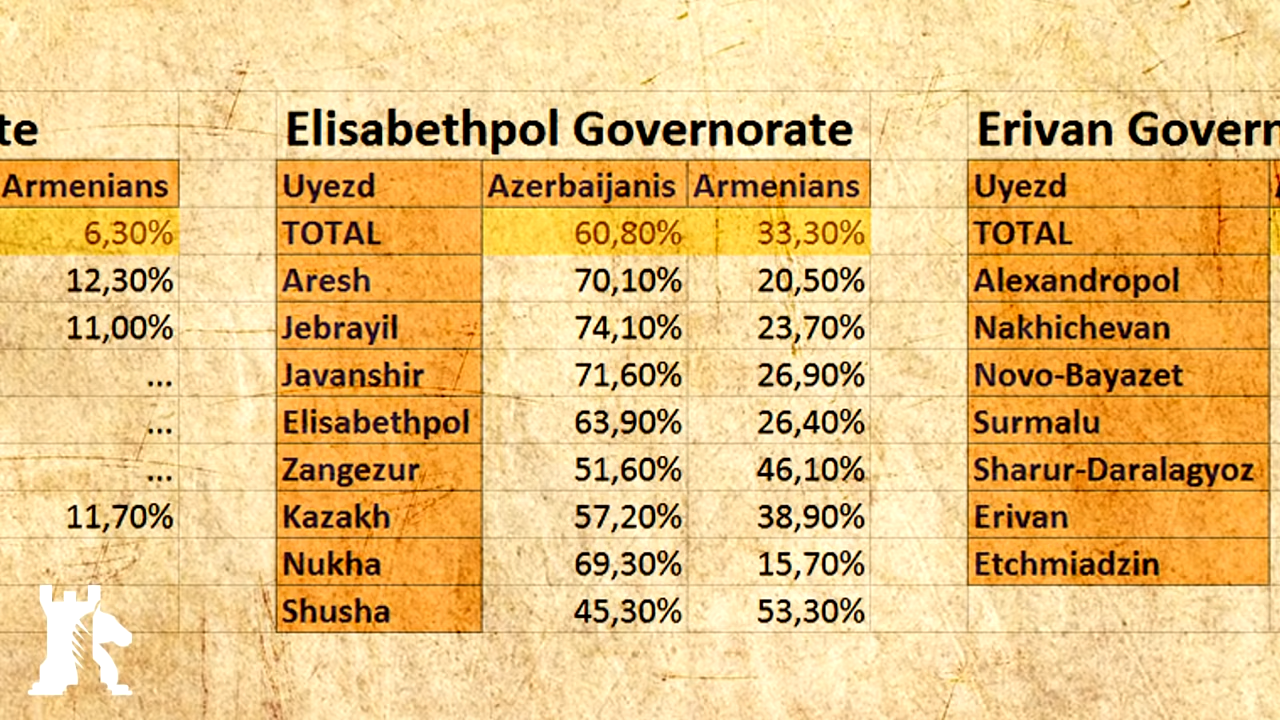 te Elisabethpol Governorate Erivan Govern
Armenians Uyezd Azerbaijanis Armenians Uyezd
6,30% TOTAL 60,80% 33,30% TOTAL
12,30% Aresh 70,10% 20,50% Alexandropol
11,00% Jebrayil 74,10% 23,70% Nakhichevan
... Javanshir 71,60% 26,90% Novo-Bayazet
... Elisabethpol 63,90% 26,40% Surmalu
... Zangezur 51,60% 46,10% Sharur-Daralagyoz
11,70% Kazakh 57,20% 38,90% Erivan
Nukha 69,30% 15,70% Etchmiadzin
Shusha 45,30% 53,30%